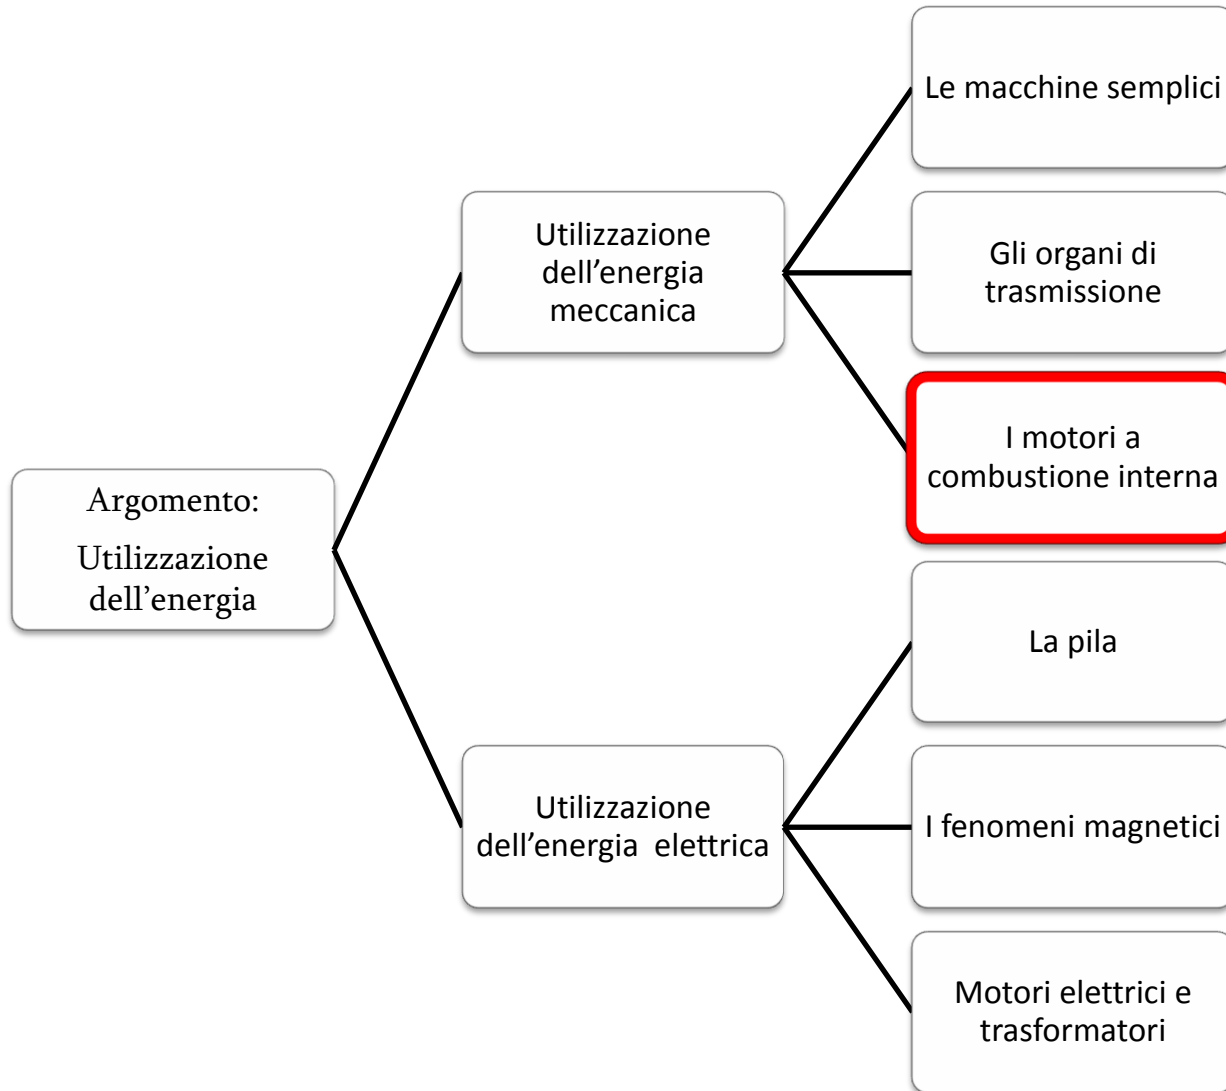 Argomento:
Utilizzazione
dell'energia
Utilizzazione
dell'energia
meccanica
Le macchine semplici
Gli organi di
trasmissione
I motori a
combustione interna
Utilizzazione
dell'energia  elettrica
La pila
I fenomeni magnetici
Motori elettrici e
trasformatori